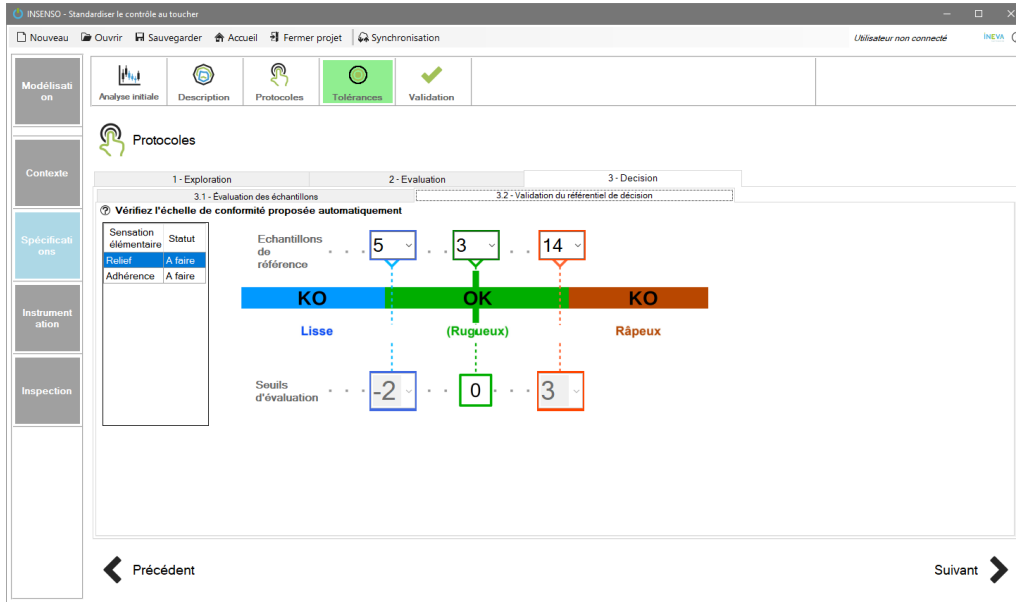 INSENSO - Standardiser le contrôle au toucher
Nouveau Ouvrir Sauvegarder Accueil Fermer projet Synchronisation Utilisateur non connecté INEVA
Modélisati
on
Analyse initiale Description Protocoles Tolérances Validation
Protocoles
Contexte
1 - Exploration 2 - Evaluation 3 - Decision
3.1 - Évaluation des échantillons 3.2 - Validation du référentiel de décision
? Vérifiez l'échelle de conformité proposée automatiquement
Sensation
élémentaire Statut
Relief A faire
Adhérence A faire
Echantillons
de
référence
. . . 5 . . 3 . . 14
KO OK KO
Lisse (Rugueux) Râpeux
Seuils
d'évaluation
. . . -2 . . 0 . . 3
Spécificati
ons
Instrument
ation
Inspection
Précédent Suivant